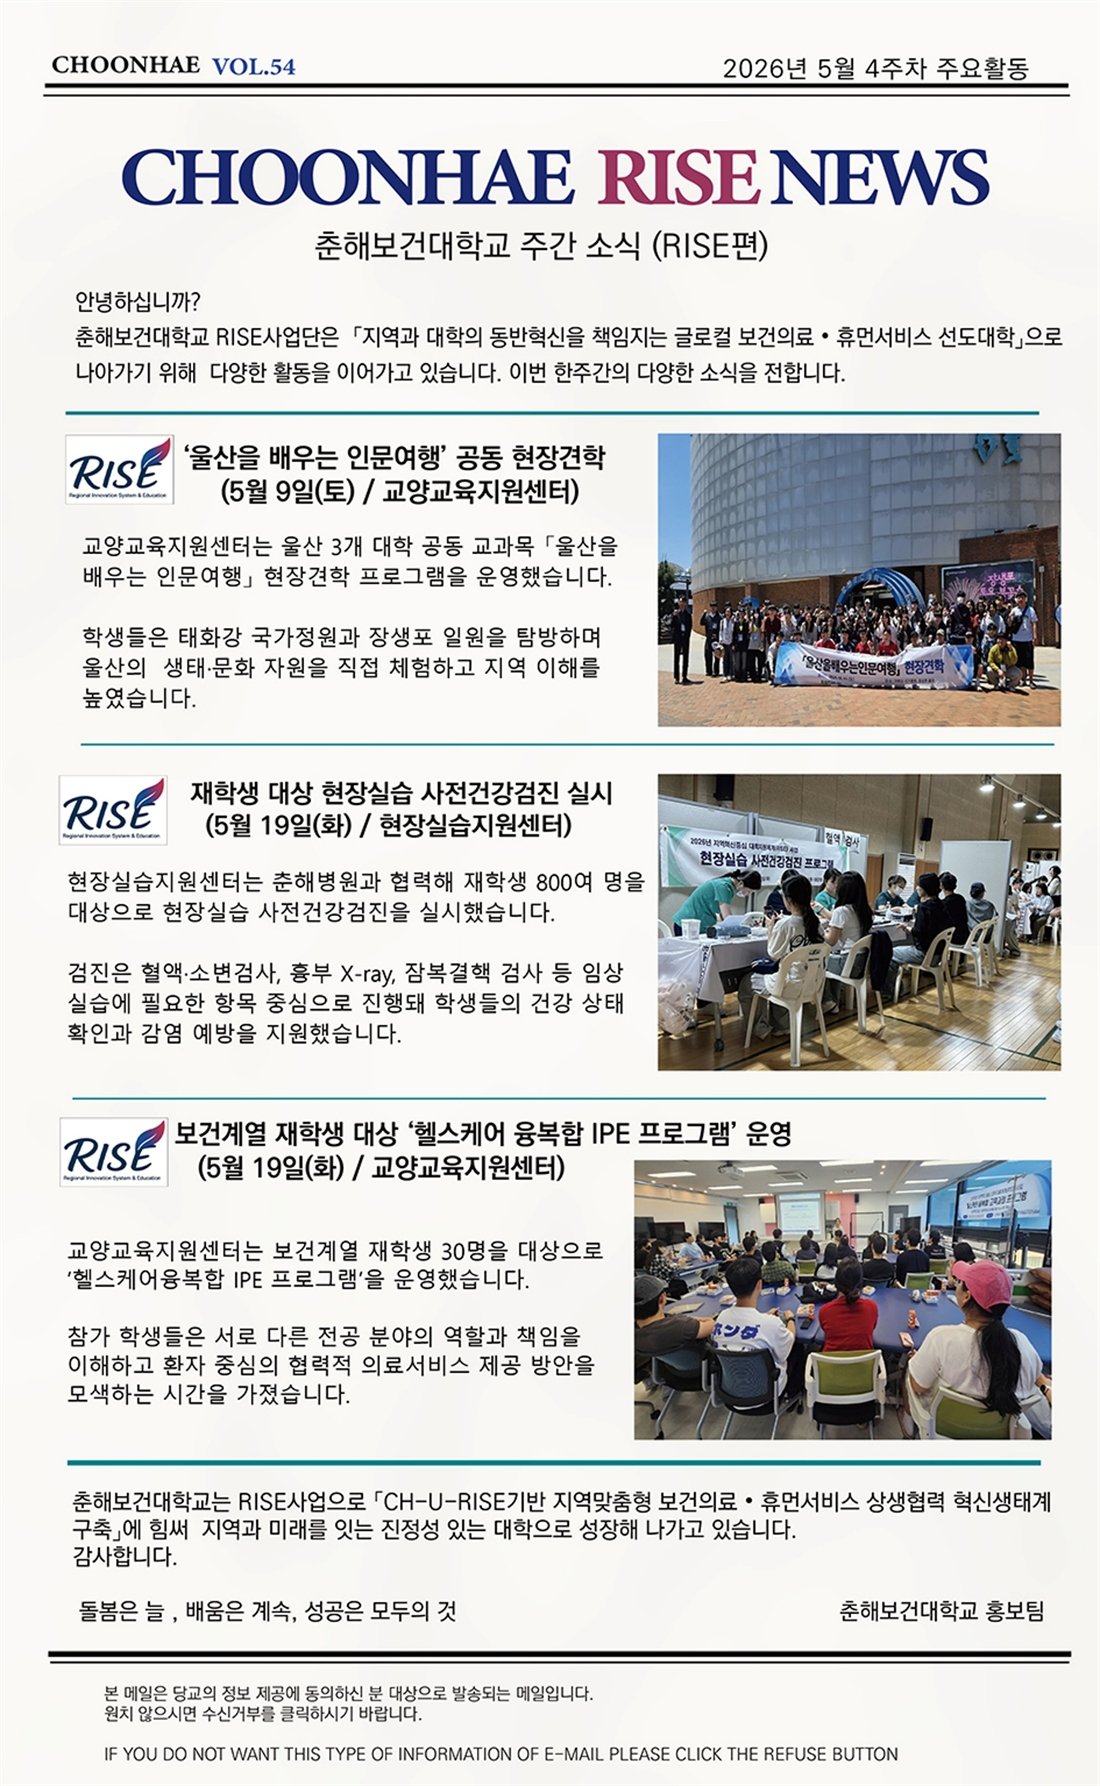 CHOONHAE VOL.54
2026년 5월 4주차 주요활동
CHOONHAE RISE NEWS
춘해보건대학교 주간 소식 (RISE편)
안녕하십니까?
춘해보건대학교 RISE사업단은 「지역과 대학의 동반혁신을 책임지는 글로컬 보건의료 • 휴먼서비스 선도대학」으로
나아가기 위해 다양한 활동을 이어가고 있습니다. 이번 한주간의 다양한 소식을 전합니다.
RISE
Regional Innovation System & Education
‘울산을 배우는 인문여행’ 공동 현장견학
(5월 9일(토) / 교양교육지원센터)
교양교육지원센터는 울산 3개 대학 공동 교과목 「울산을
배우는 인문여행」 현장견학 프로그램을 운영했습니다.
학생들은 태화강 국가정원과 장생포 일원을 탐방하며
울산의 생태·문화 자원을 직접 체험하고 지역 이해를
높였습니다.
장생포
「울산을배우는인문여행」 현장견학
RISE
Regional Innovation System & Education
재학생 대상 현장실습 사전건강검진 실시
(5월 19일(화) / 현장실습지원센터)
현장실습지원센터는 춘해병원과 협력해 재학생 800여 명을
대상으로 현장실습 사전건강검진을 실시했습니다.
검진은 혈액·소변검사, 흉부 X-ray, 잠복결핵 검사 등 임상
실습에 필요한 항목 중심으로 진행돼 학생들의 건강 상태
확인과 감염 예방을 지원했습니다.
혈액 검사
2026년 지역혁신중심 대학지원체계(RISE) 사업
현장실습 사전건강검진 프로그램
RISE
Regional Innovation System & Education
보건계열 재학생 대상 ‘헬스케어 융복합 IPE 프로그램’ 운영
(5월 19일(화) / 교양교육지원센터)
교양교육지원센터는 보건계열 재학생 30명을 대상으로
‘헬스케어융복합 IPE 프로그램’을 운영했습니다.
참가 학생들은 서로 다른 전공 분야의 역할과 책임을
이해하고 환자 중심의 협력적 의료서비스 제공 방안을
모색하는 시간을 가졌습니다.
ホンダ
춘해보건대학교는 RISE사업으로 「CH-U-RISE기반 지역맞춤형 보건의료 • 휴먼서비스 상생협력 혁신생태계
구축」에 힘써 지역과 미래를 잇는 진정성 있는 대학으로 성장해 나가고 있습니다.
감사합니다.
돌봄은 늘 , 배움은 계속, 성공은 모두의 것
춘해보건대학교 홍보팀
본 메일은 당교의 정보 제공에 동의하신 분 대상으로 발송되는 메일입니다.
원치 않으시면 수신거부를 클릭하시기 바랍니다.
IF YOU DO NOT WANT THIS TYPE OF INFORMATION OF E-MAIL PLEASE CLICK THE REFUSE BUTTON